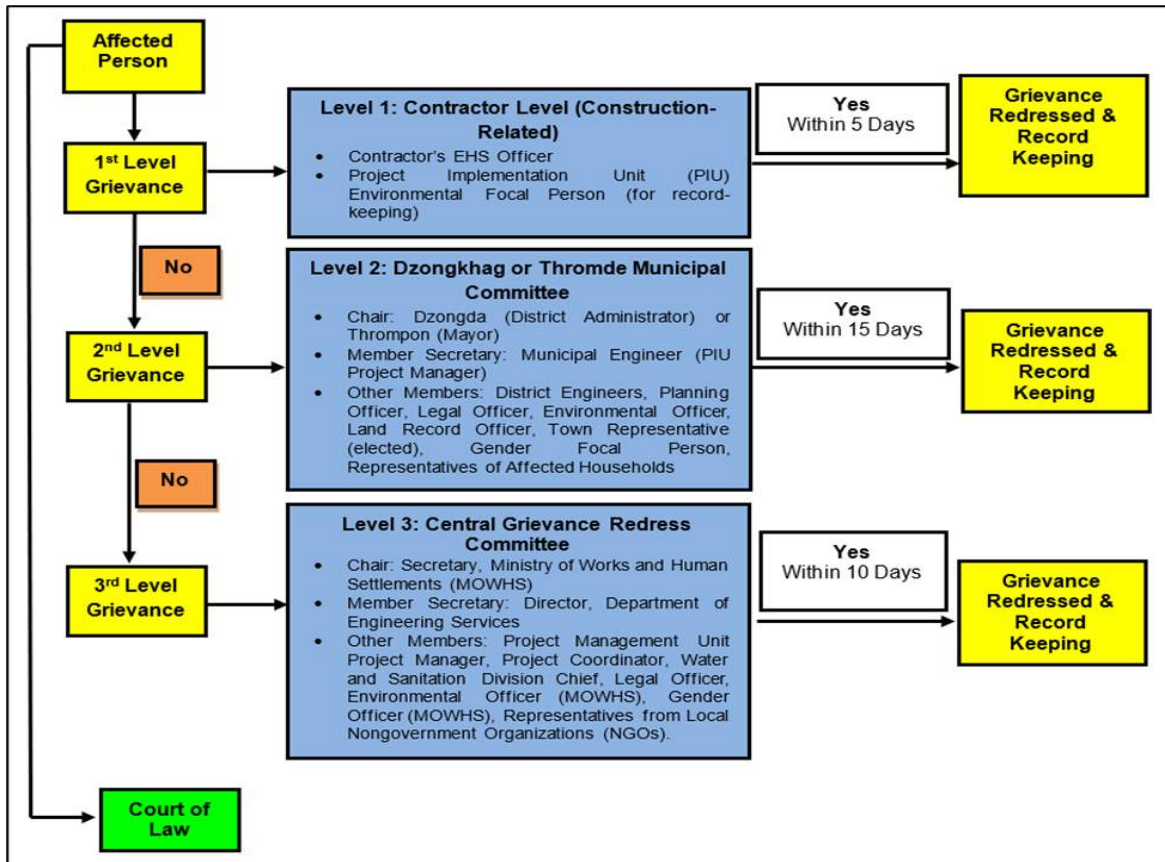 Affected
Person
1st Level
Grievance
Level 1: Contractor Level (Construction-
Related)
• Contractor's EHS Officer
• Project Implementation Unit (PIU)
Environmental Focal Person (for record-
keeping)
Yes
Within 5 Days
Grievance
Redressed &
Record
Keeping
No
2nd Level
Grievance
Level 2: Dzongkhag or Thromde Municipal
Committee
• Chair: Dzongda (District Administrator) or
Thrompon (Mayor)
• Member Secretary: Municipal Engineer (PIU
Project Manager)
• Other Members: District Engineers, Planning
Officer, Legal Officer, Environmental Officer,
Land Record Officer, Town Representative
(elected), Gender Focal Person,
Representatives of Affected Households
Yes
Within 15 Days
Grievance
Redressed &
Record
Keeping
No
3rd Level
Grievance
Level 3: Central Grievance Redress
Committee
• Chair: Secretary, Ministry of Works and Human
Settlements (MOWHS)
• Member Secretary: Director, Department of
Engineering Services
• Other Members: Project Management Unit
Project Manager, Project Coordinator, Water
and Sanitation Division Chief, Legal Officer,
Environmental Officer (MOWHS), Gender
Officer (MOWHS), Representatives from Local
Nongovernment Organizations (NGOs).
Yes
Within 10 Days
Grievance
Redressed &
Record
Keeping
Court of
Law